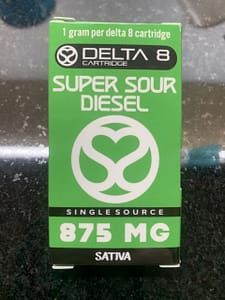 1 gram per delta 8 cartridge
DELTA 8
CARTRIDGE
SUPER SOUR
DIESEL
SINGLE SOURCE
875 MG
SATIVA